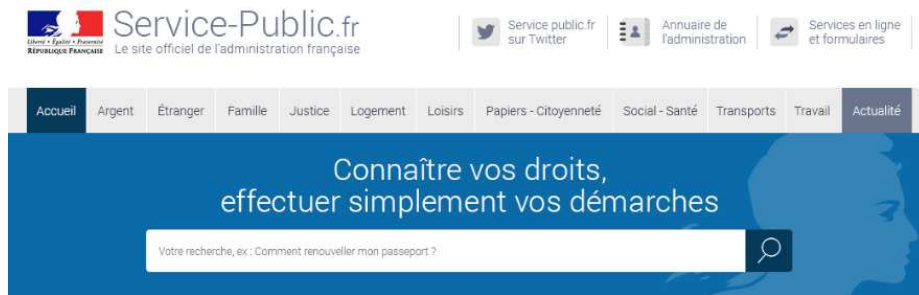 Service-Public.fr
Le site officiel de l'administration française
Liberté • Égalité • Fraternité
RÉPUBLIQUE FRANÇAISE
Service public.fr
sur Twitter
Annuaire de
l'administration
Services en ligne
et formulaires
Accueil Argent Étranger Famille Justice Logement Loisirs Papiers - Citoyenneté Social - Santé Transports Travail Actualité
Connaître vos droits,
effectuer simplement vos démarches
Votre recherche, ex : Comment renouveller mon passeport ?